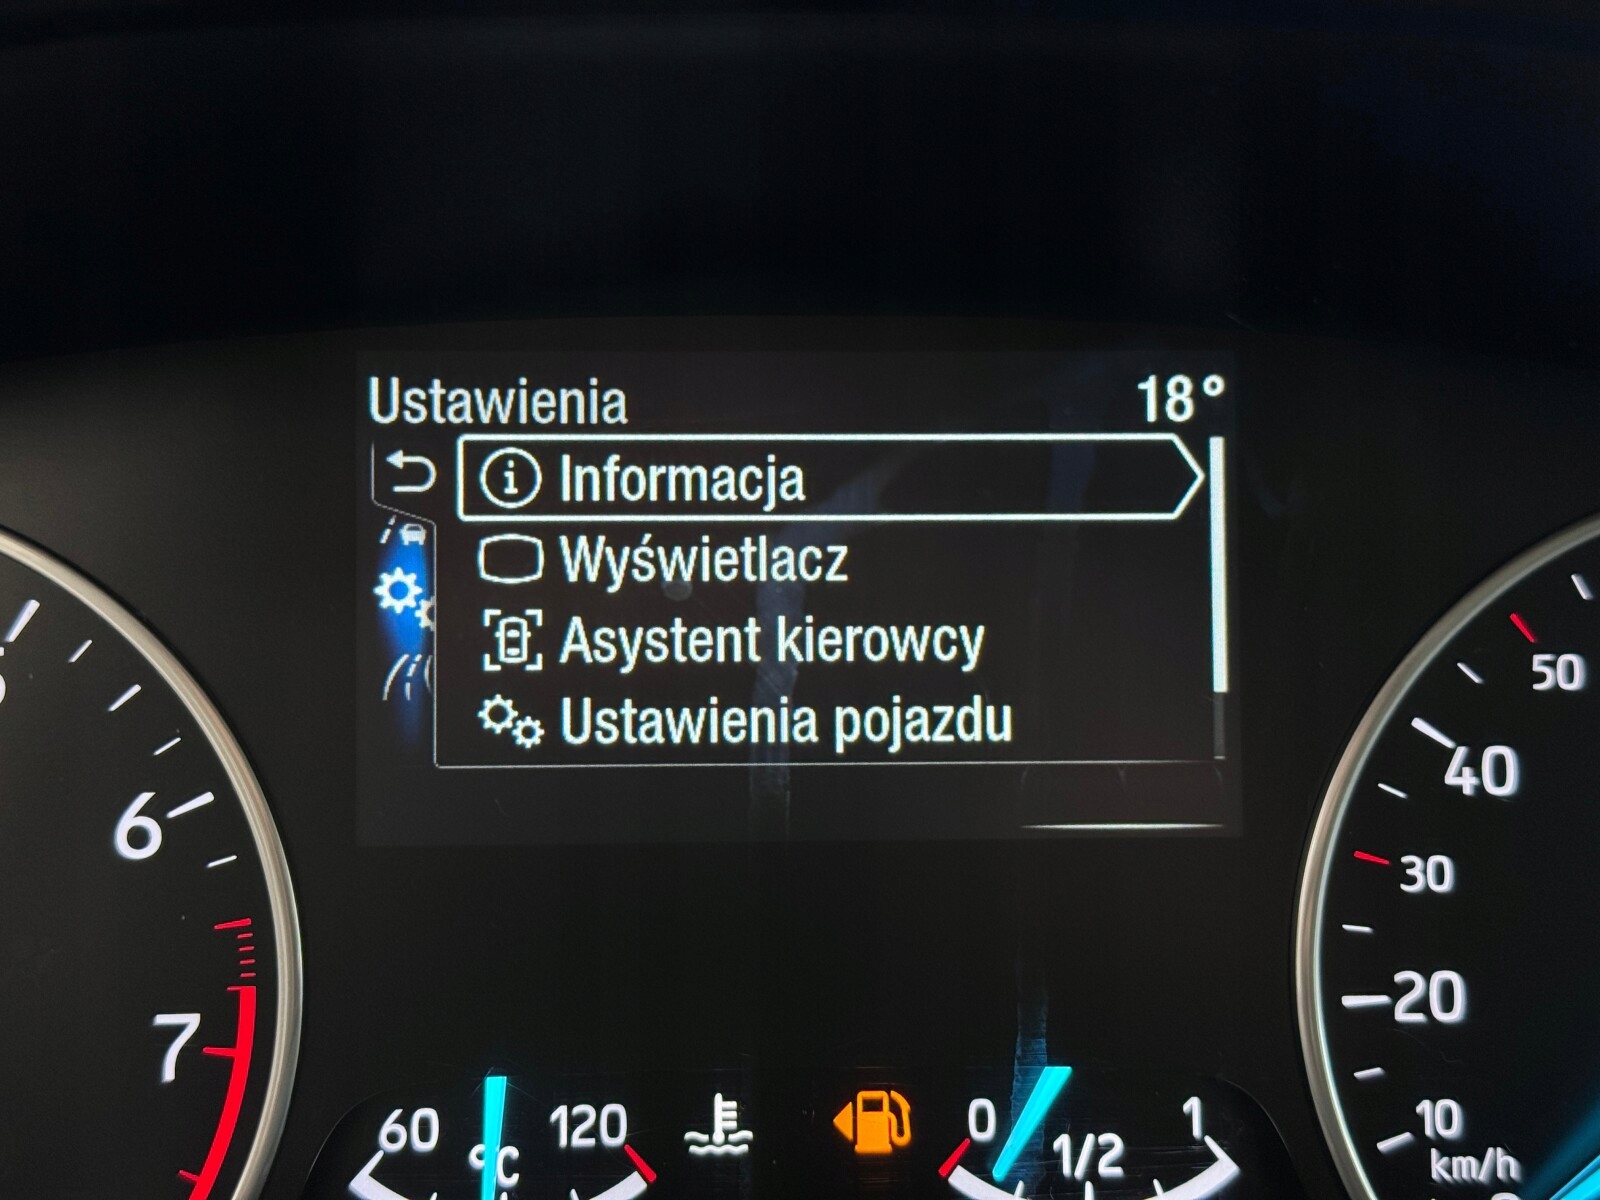 Ustawienia 18°
Informacja
Wyświetlacz
Asystent kierowcy
Ustawienia pojazdu
50
40
6
30
20
7
60 °C 120
0 1/2 1
10
km/h